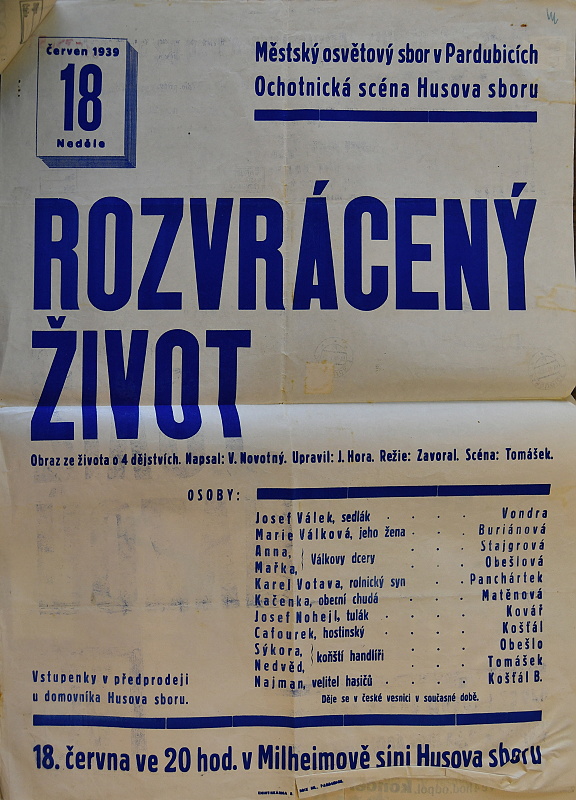 Červen 1939
18
Neděle
Městský osvětový sbor v Pardubicích
Ochotnická scéna Husova sboru
ROZVRÁCENÝ
ŽIVOT
Obraz ze života o 4 dějstvích. Napsal: V. Novotný. Upravil: J. Hora. Režie: Zavoral. Scéna: Tomášek.
OSOBY:
Josef Válek, sedlák . . . . Vondra
Marie Válková, jeho žena . . . . Buriánová
Anna, } Válkovy dcery . . . Stajgrová
Mařka, } . . . Obešlová
Karel Votava, rolnický syn . . Panchártek
Kačenka, obecní chudá . . . Matěnová
Josef Nohejl, tulák . . . . Kovář
Cafourek, hostinský . . . . Košťál
Sýkora, } koňští handlíři . . . Obešlo
Nedvěd, } . . . Tomášek
Najman, velitel hasičů . . . . Košťál B.
Děje se v české vesnici v současné době.
Vstupenky v předprodeji
u domovníka Husova sboru.
18. června ve 20 hod. v Milheimově síni Husova sboru